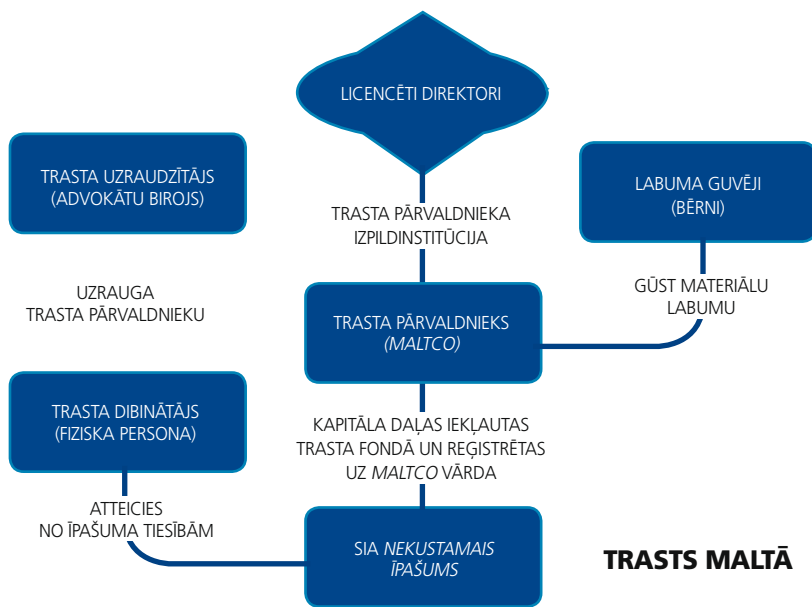 LICENCĒTI DIREKTORI
TRASTA UZRAUDZĪTĀJS
(ADVOKĀTU BIROJS)
LABUMA GUVĒJI
(BĒRNI)
TRASTA PĀRVALDNIEKA
IZPILDINSTITŪCIJA
UZRAUGA
TRASTA PĀRVALDNIEKU
GŪST MATERIĀLU
LABUMU
TRASTA PĀRVALDNIEKS
(MALTCO)
TRASTA DIBINĀTĀJS
(FIZISKA PERSONA)
KAPITĀLA DAĻAS IEKĻAUTAS
TRASTA FONDĀ UN REĢISTRĒTAS
UZ MALTCO VĀRDA
ATTEICIES
NO ĪPAŠUMA TIESĪBĀM
SIA NEKUSTAMAIS
ĪPAŠUMS
TRASTS MALTĀ